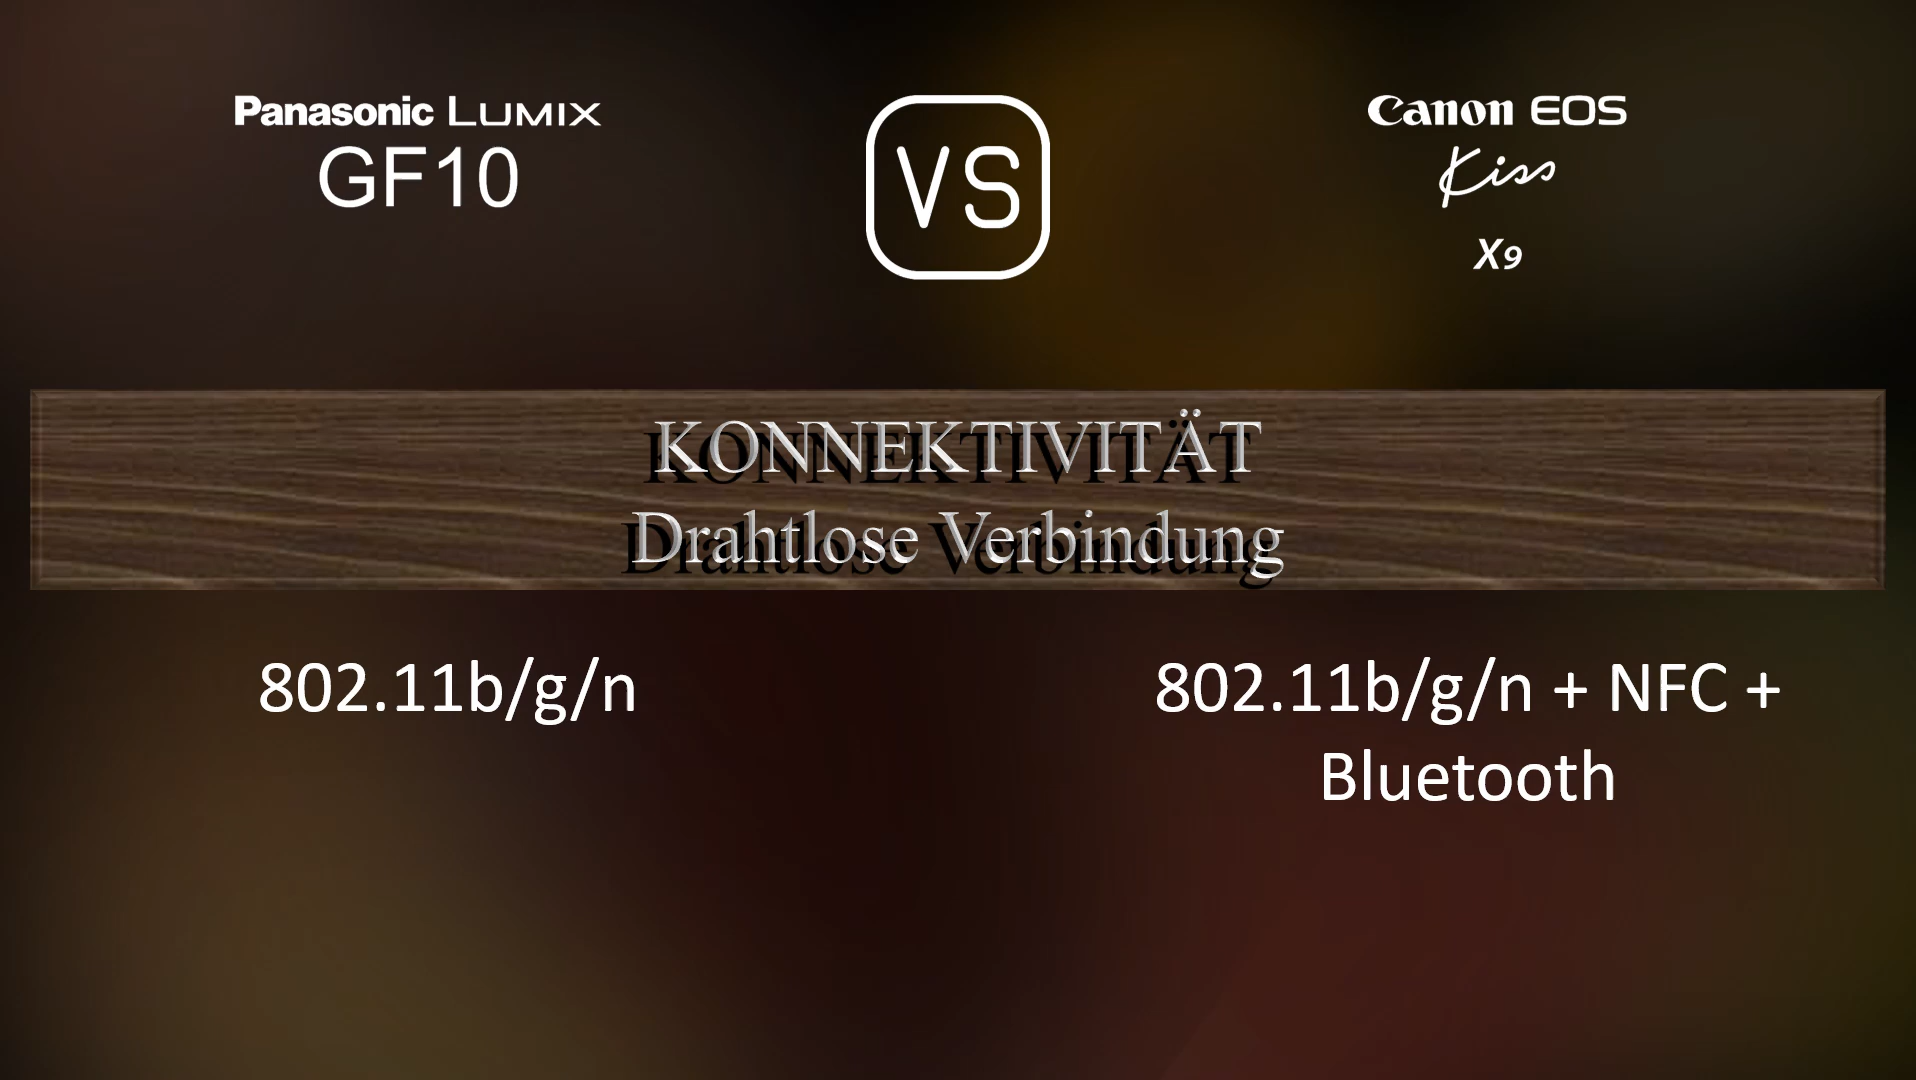 Panasonic LUMIX
GF10
VS
Canon EOS
Kiss
X9
KONNEKTIVITÄT
Drahtlose Verbindung
802.11b/g/n
802.11b/g/n + NFC +
Bluetooth